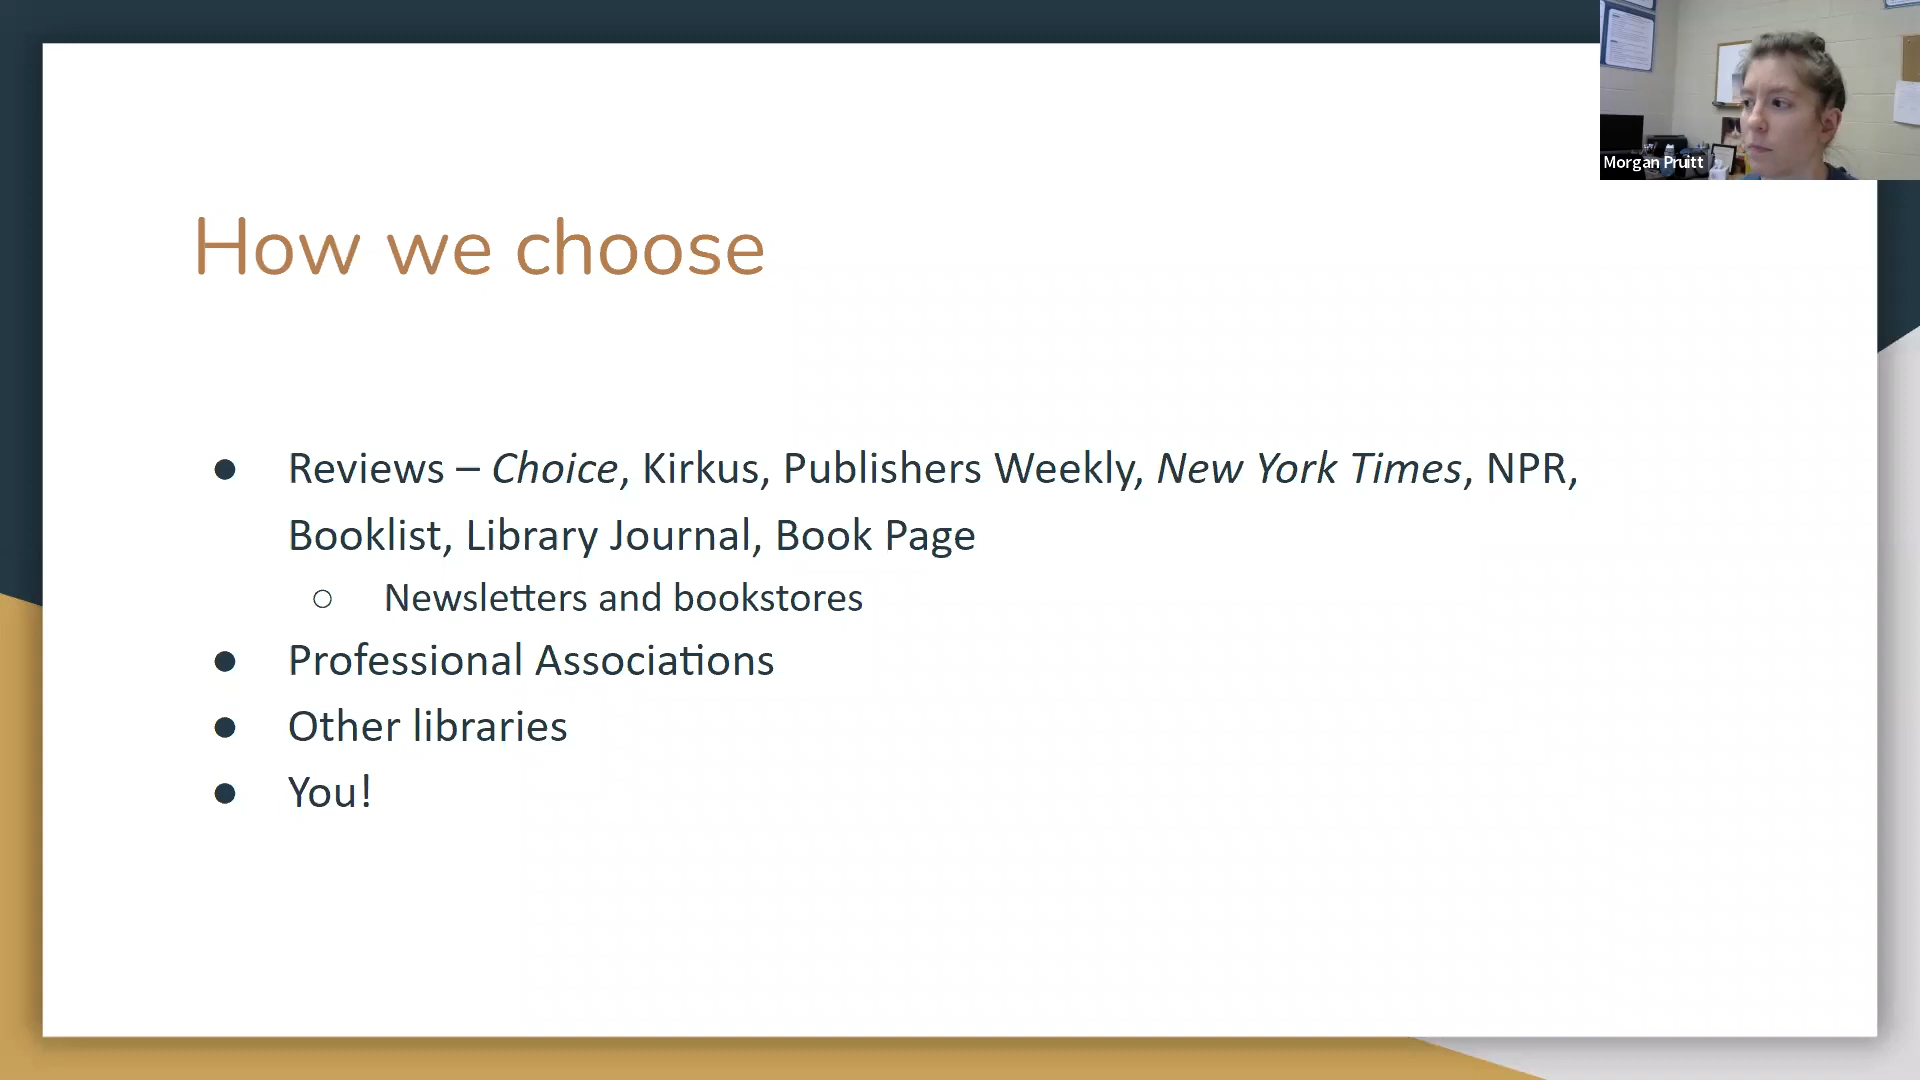 Morgan Pruitt
How we choose
● Reviews – Choice, Kirkus, Publishers Weekly, New York Times, NPR,
Booklist, Library Journal, Book Page
○ Newsletters and bookstores
● Professional Associations
● Other libraries
● You!